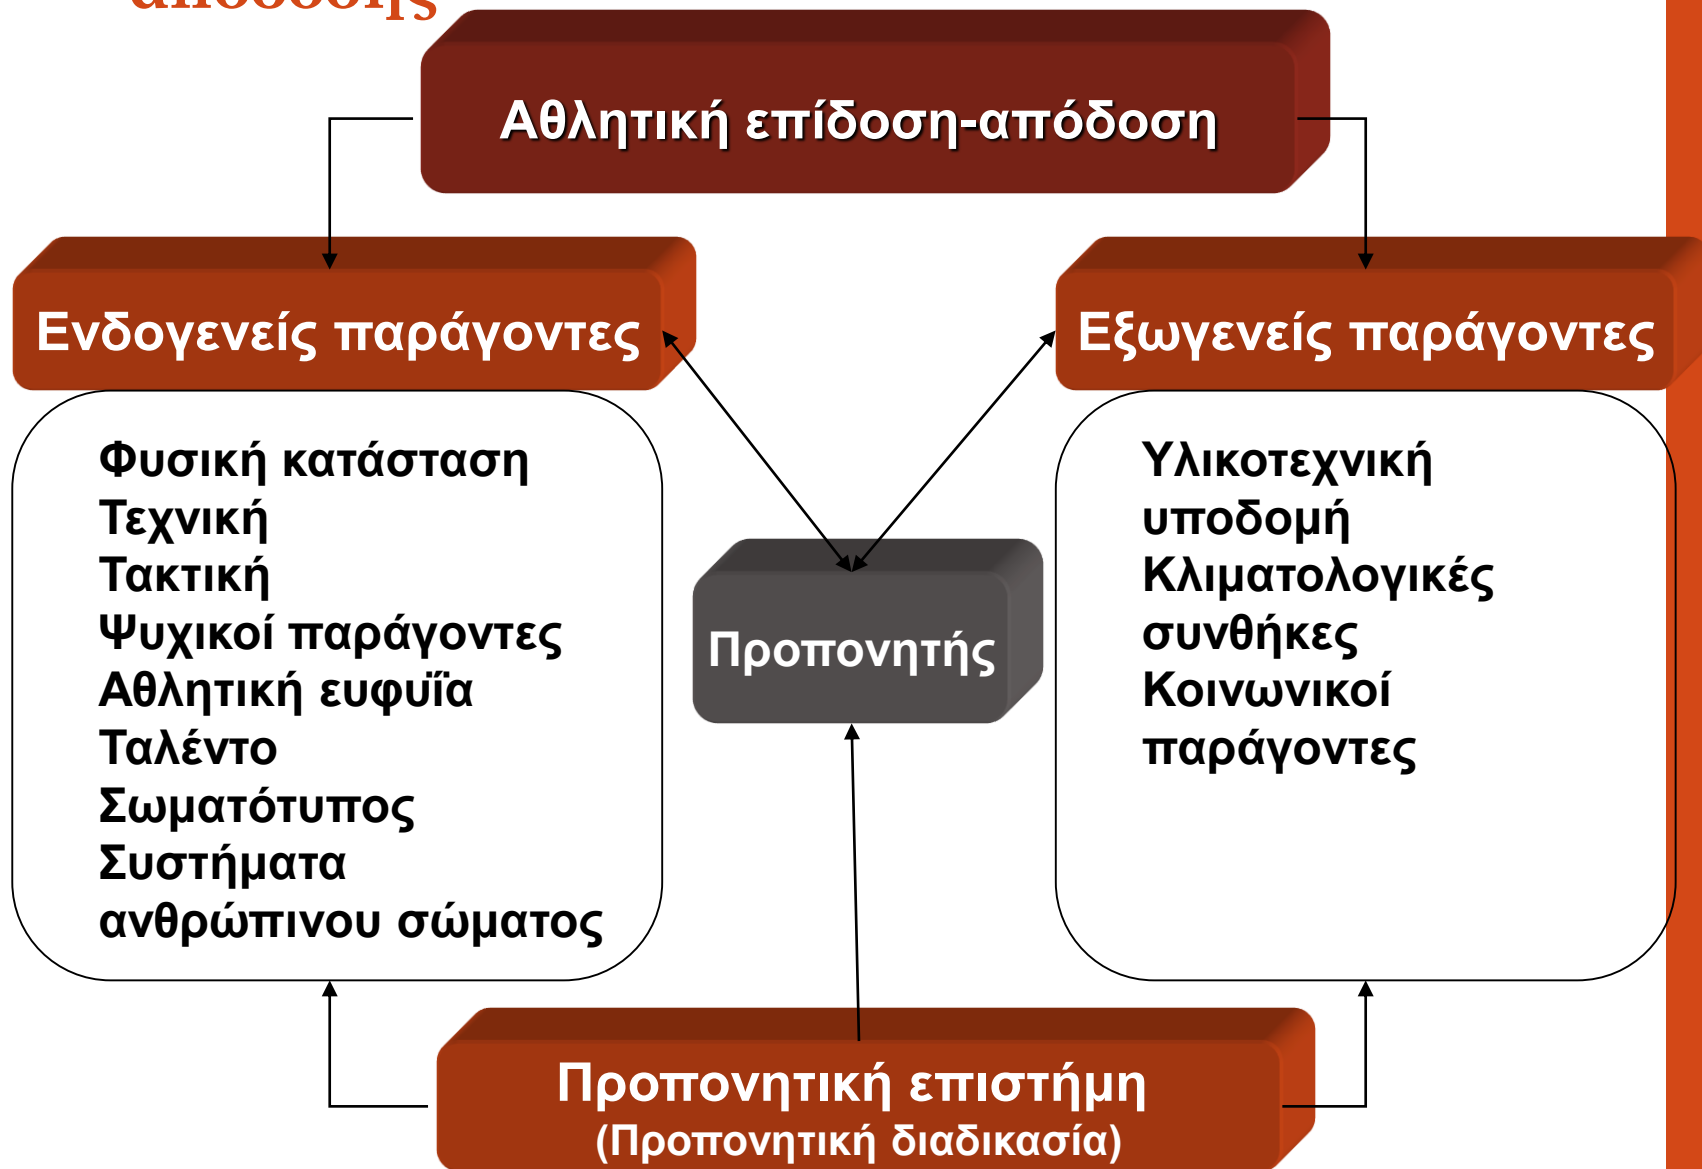 Αθλητική επίδοση-απόδοση
Ενδογενείς παράγοντες
Φυσική κατάσταση
Τεχνική
Τακτική
Ψυχικοί παράγοντες
Αθλητική ευφυΐα
Ταλέντο
Σωματότυπος
Συστήματα
ανθρώπινου σώματος
Εξωγενείς παράγοντες
Υλικοτεχνική
υποδομή
Κλιματολογικές
συνθήκες
Κοινωνικοί
παράγοντες
Προπονητής
Προπονητική επιστήμη
(Προπονητική διαδικασία)